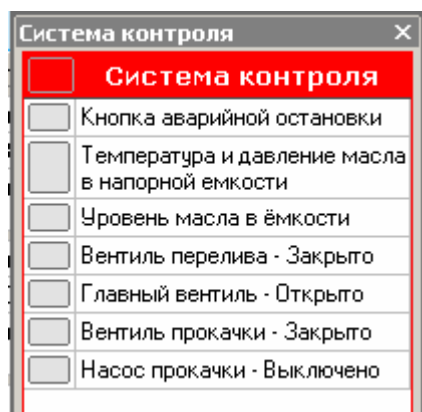 Система контроля
Система контроля
Кнопка аварийной остановки
Температура и давление масла
в напорной емкости
Уровень масла в ёмкости
Вентиль перелива - Закрыто
Главный вентиль - Открыто
Вентиль прокачки - Закрыто
Насос прокачки - Выключено